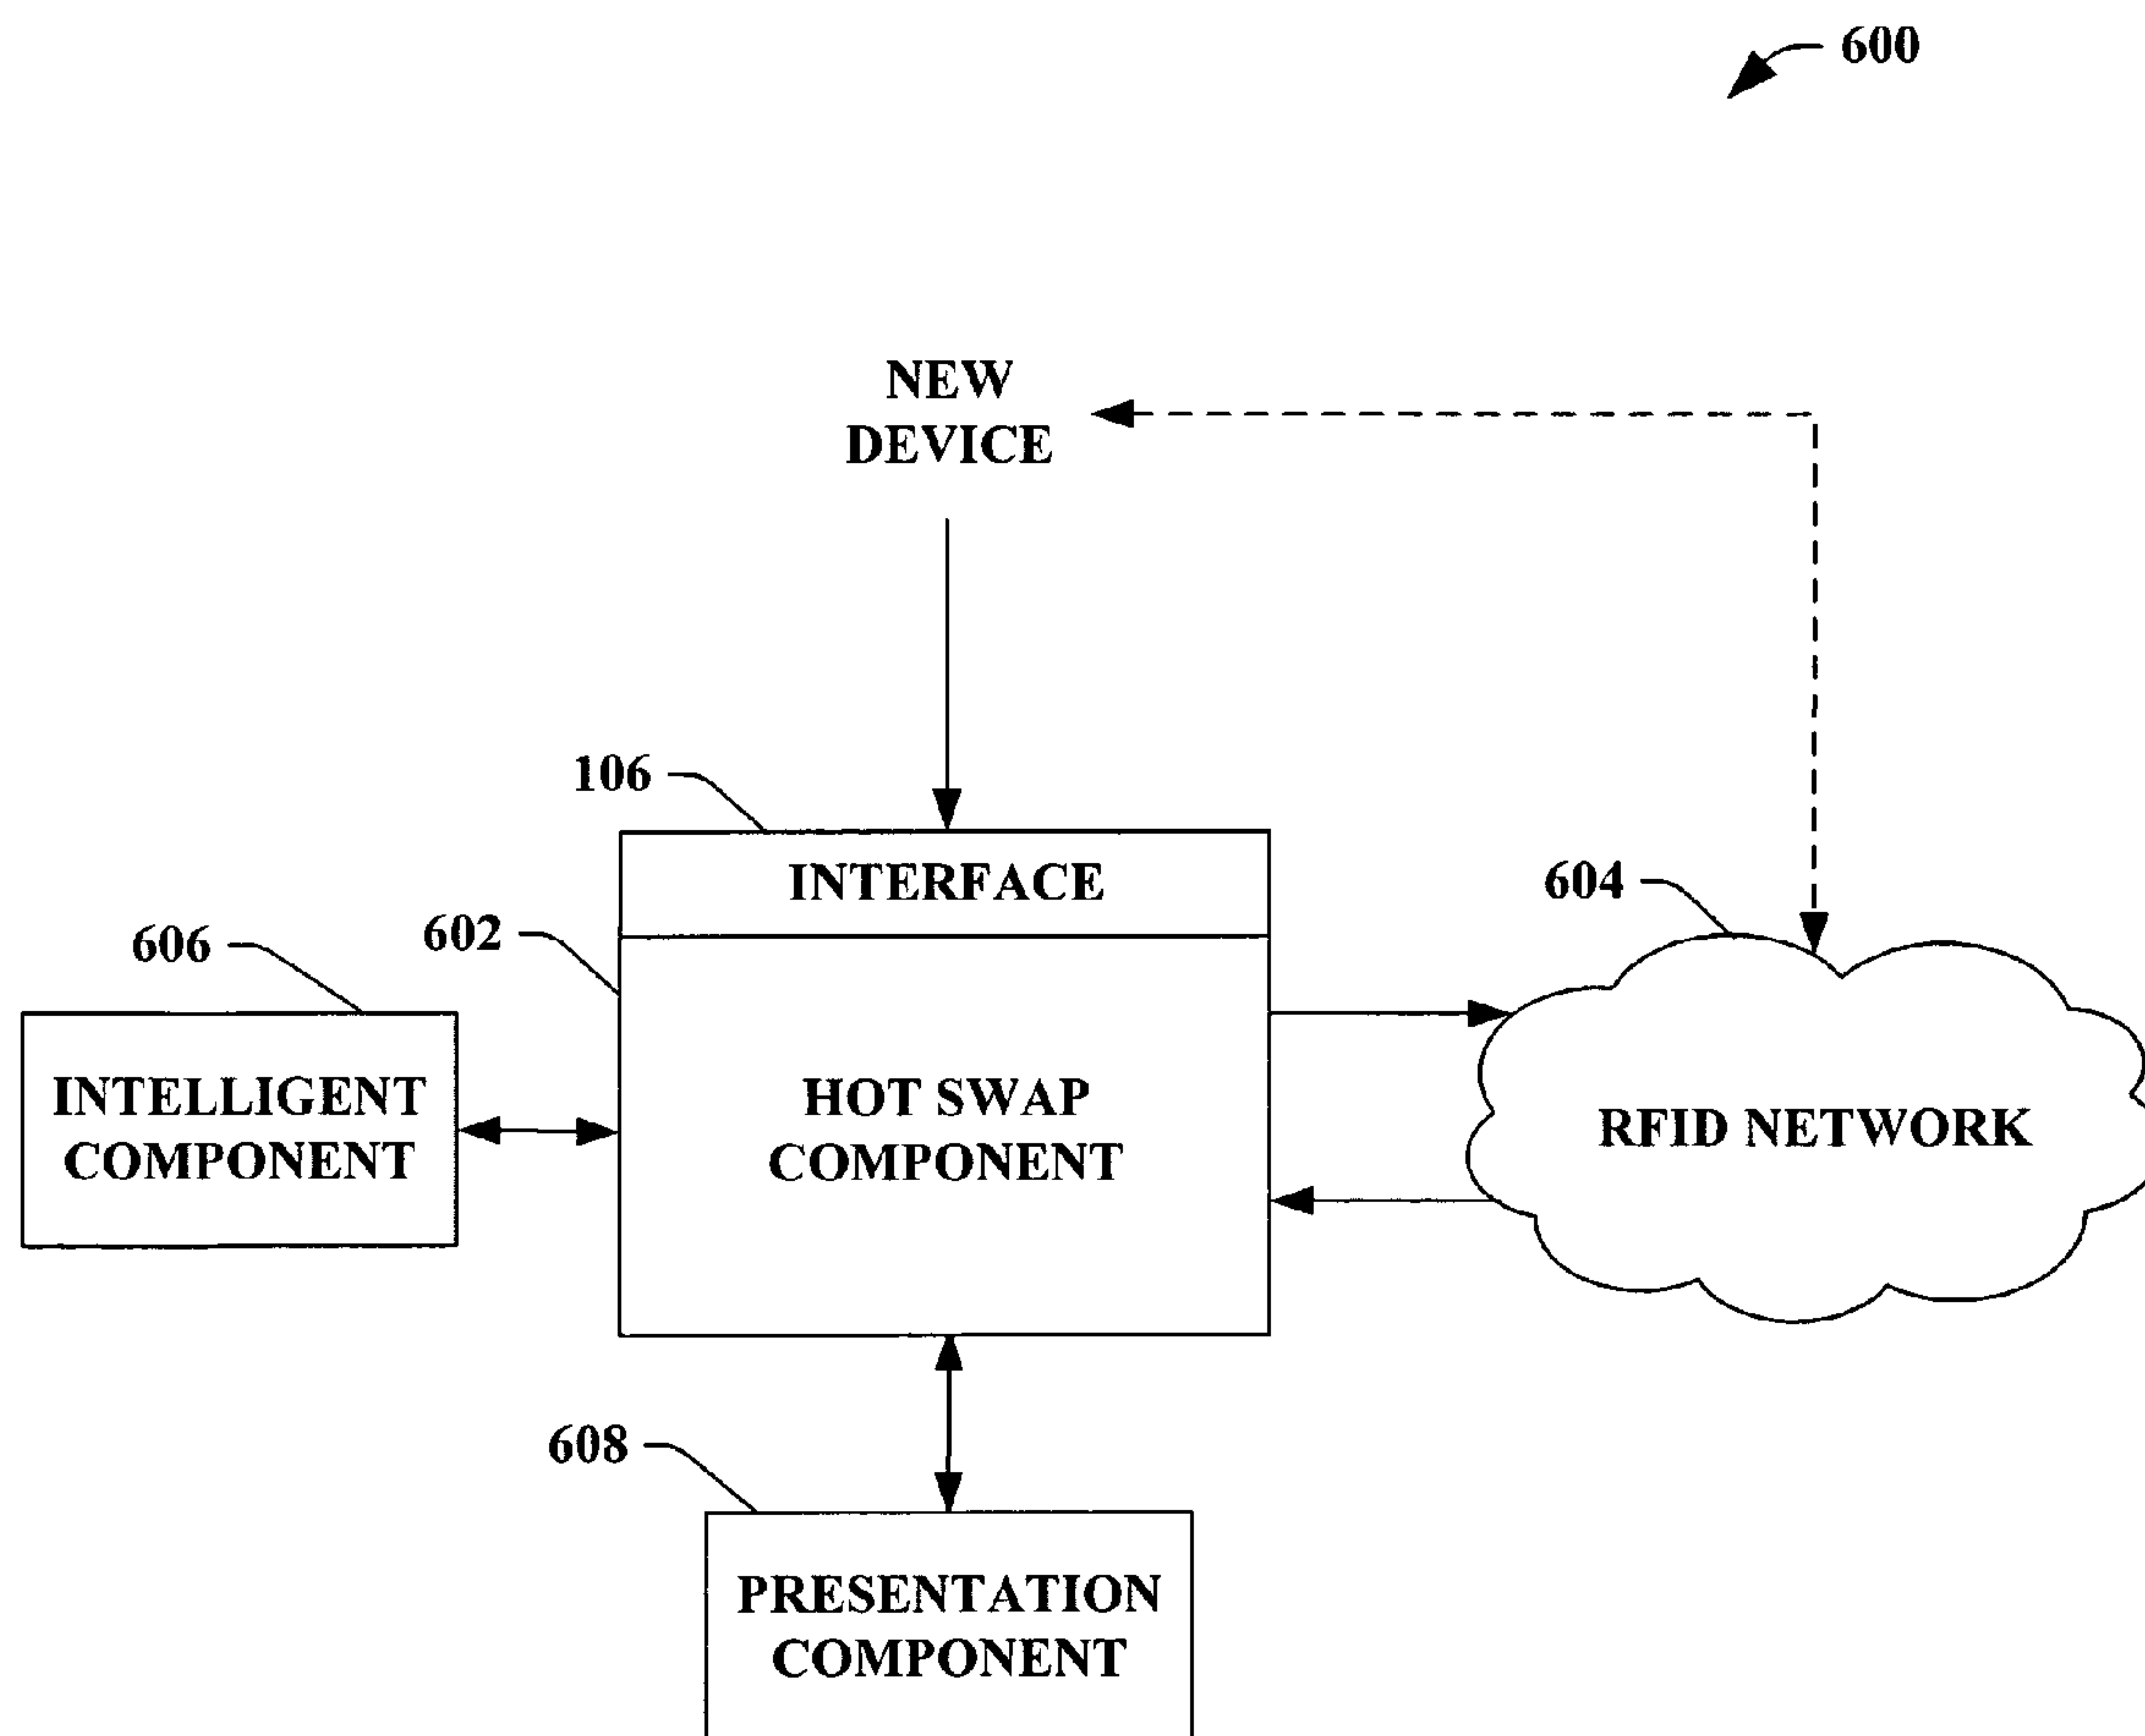 600
NEW
DEVICE
106
INTERFACE
604
602
606
INTELLIGENT
COMPONENT
HOT SWAP
COMPONENT
RFID NETWORK
608
PRESENTATION
COMPONENT